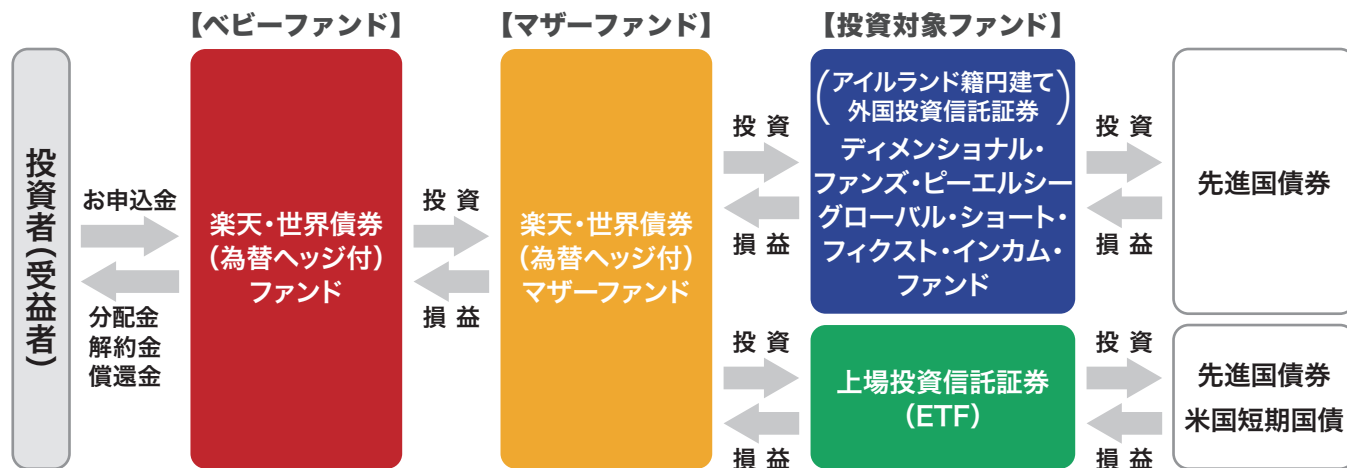 【ベビーファンド】
【マザーファンド】
【投資対象ファンド】
投資者(受益者)
お申込金
分配金
解約金
償還金
楽天・世界債券
(為替ヘッジ付)
ファンド
投 資
損 益
楽天・世界債券
(為替ヘッジ付)
マザーファンド
投 資
損 益
(アイルランド籍円建て
外国投資信託証券)
ディメンショナル・
ファンズ・ピーエルシー
グローバル・ショート・
フィクスト・インカム・
ファンド
投 資
損 益
先進国債券
投 資
損 益
上場投資信託証券
(ETF)
投 資
損 益
先進国債券
米国短期国債